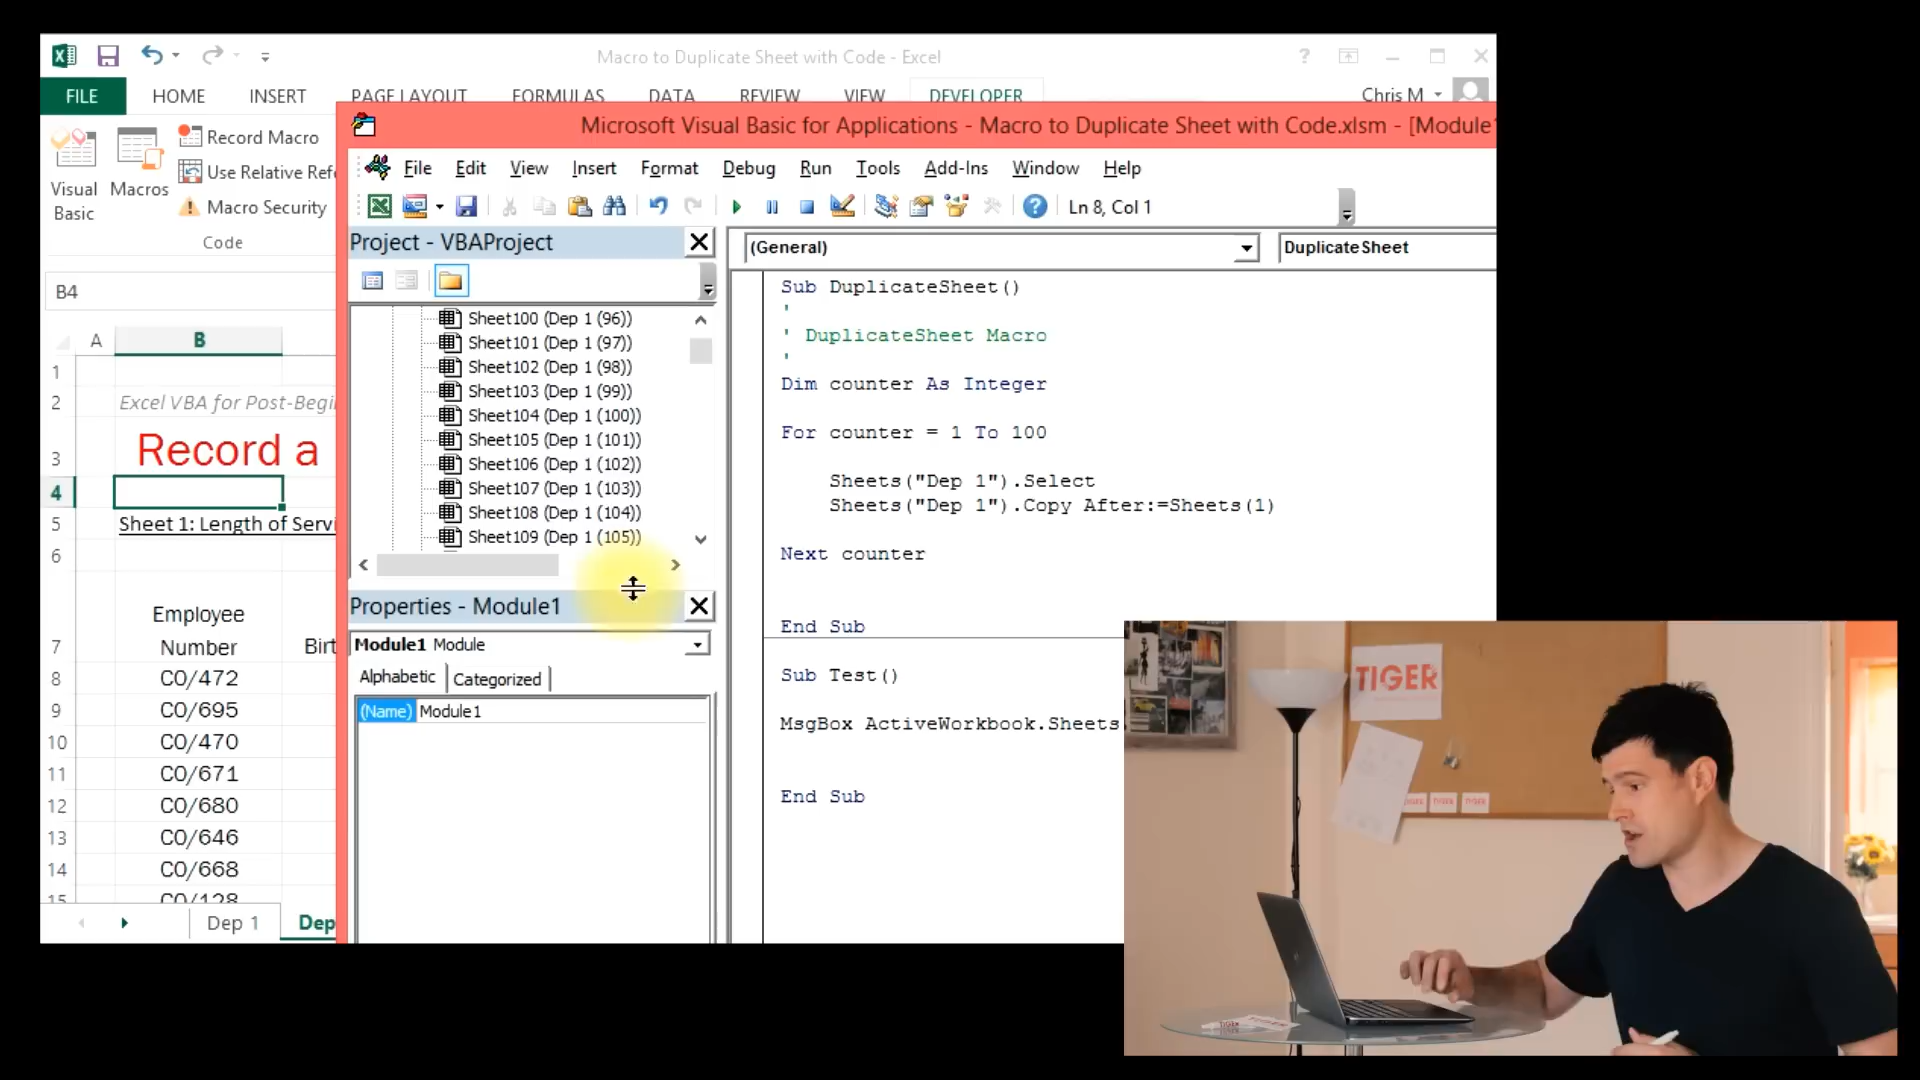 Macro to Duplicate Sheet with Code - Excel
FILE HOME INSERT PAGE LAYOUT FORMULAS DATA REVIEW VIEW DEVELOPER Chris M
Visual Basic
Macros
Record Macro
Use Relative Ref
Macro Security
Code
B4
A B
1
2 Excel VBA for Post-Begi
3 Record a
4
5 Sheet 1: Length of Servi
6
7 Employee Number Birt
8 CO/472
9 CO/695
10 CO/470
11 CO/671
12 CO/680
13 CO/646
14 CO/668
15 CO/128
Dep 1 Dep
Microsoft Visual Basic for Applications - Macro to Duplicate Sheet with Code.xlsm - [Module
File Edit View Insert Format Debug Run Tools Add-Ins Window Help
Ln 8, Col 1
Project - VBAProject
Sheet100 (Dep 1 (96))
Sheet101 (Dep 1 (97))
Sheet102 (Dep 1 (98))
Sheet103 (Dep 1 (99))
Sheet104 (Dep 1 (100))
Sheet105 (Dep 1 (101))
Sheet106 (Dep 1 (102))
Sheet107 (Dep 1 (103))
Sheet108 (Dep 1 (104))
Sheet109 (Dep 1 (105))
Properties - Module1
Module1 Module
Alphabetic Categorized
(Name) Module1
(General) DuplicateSheet
Sub DuplicateSheet()
'
' DuplicateSheet Macro
'
Dim counter As Integer
For counter = 1 To 100
Sheets("Dep 1").Select
Sheets("Dep 1").Copy After:=Sheets(1)
Next counter
End Sub
Sub Test()
MsgBox ActiveWorkbook.Sheets
End Sub
TIGER
TIGER TIGER TIGER
TIGER